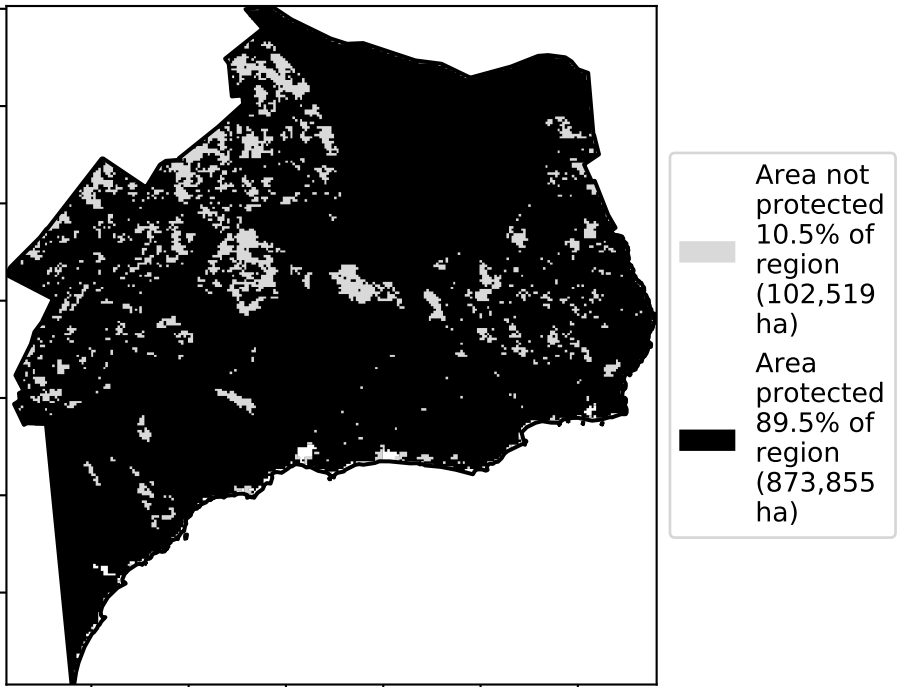 Area not
protected
10.5% of
region
(102,519
ha)
Area
protected
89.5% of
region
(873,855
ha)